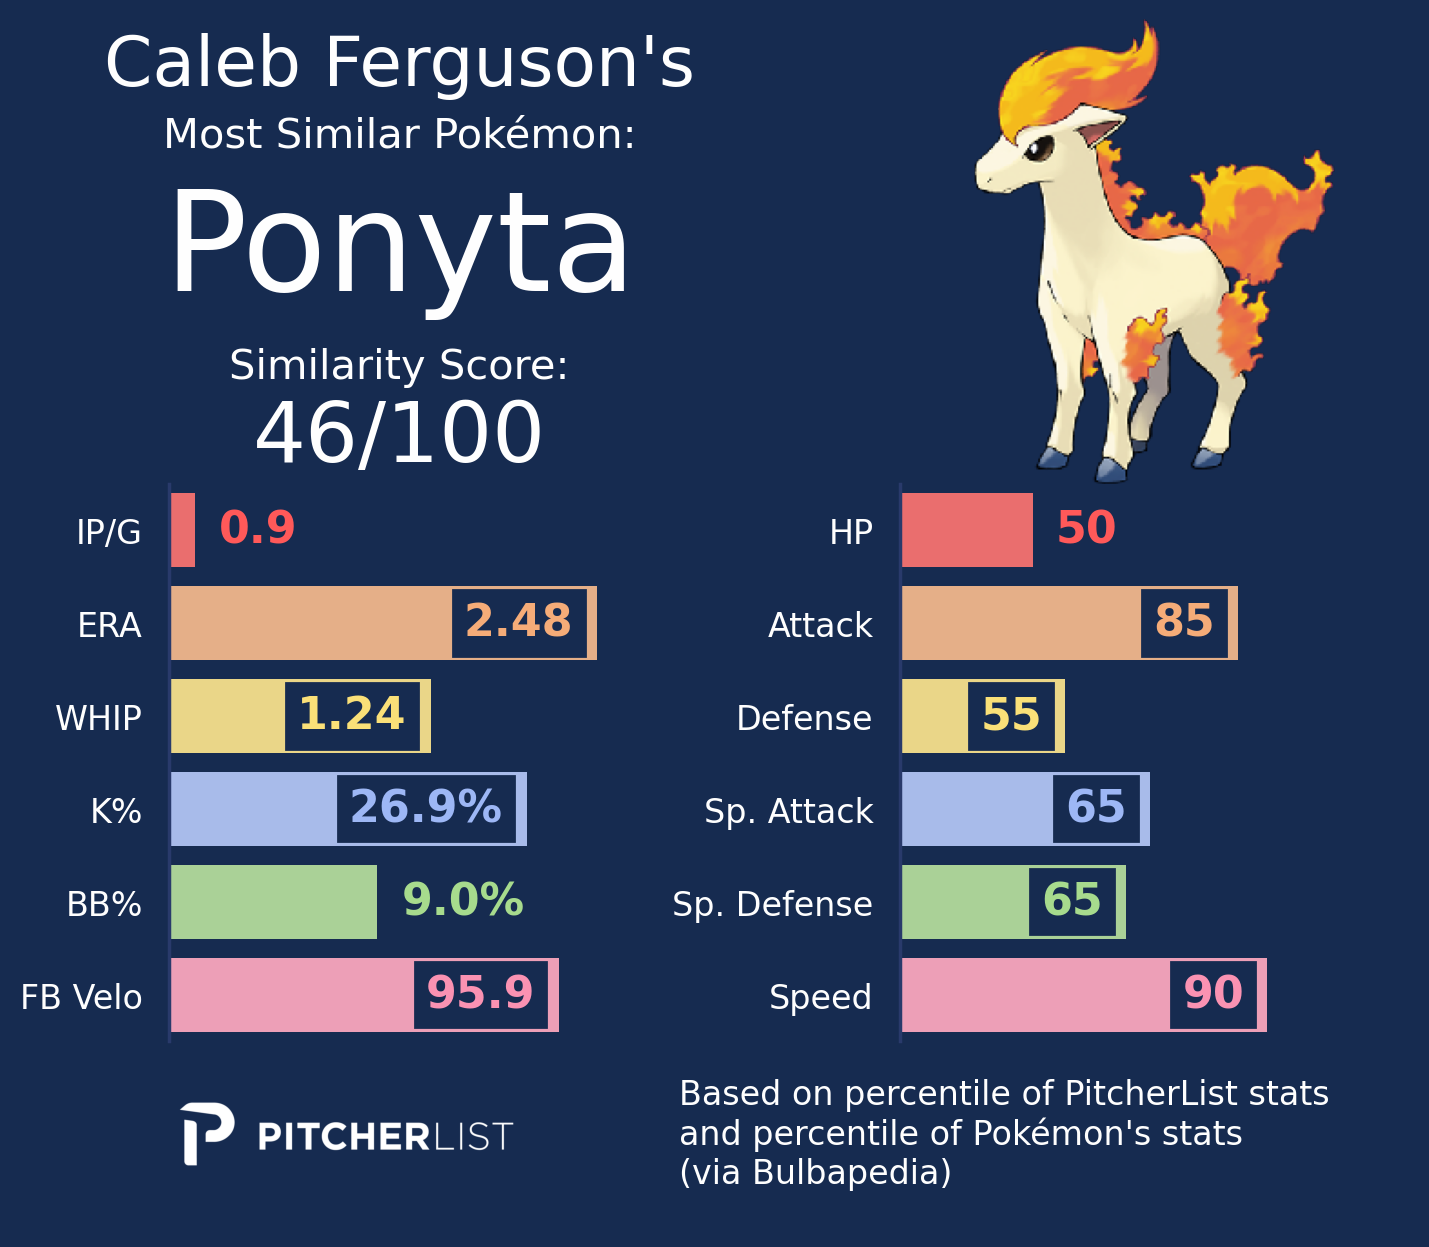 Caleb Ferguson's
Most Similar Pokémon:
Ponyta
Similarity Score:
46/100
IP/G 0.9
ERA 2.48
WHIP 1.24
K% 26.9%
BB% 9.0%
FB Velo 95.9
HP 50
Attack 85
Defense 55
Sp. Attack 65
Sp. Defense 65
Speed 90
PITCHERLIST
Based on percentile of PitcherList stats
and percentile of Pokémon's stats
(via Bulbapedia)